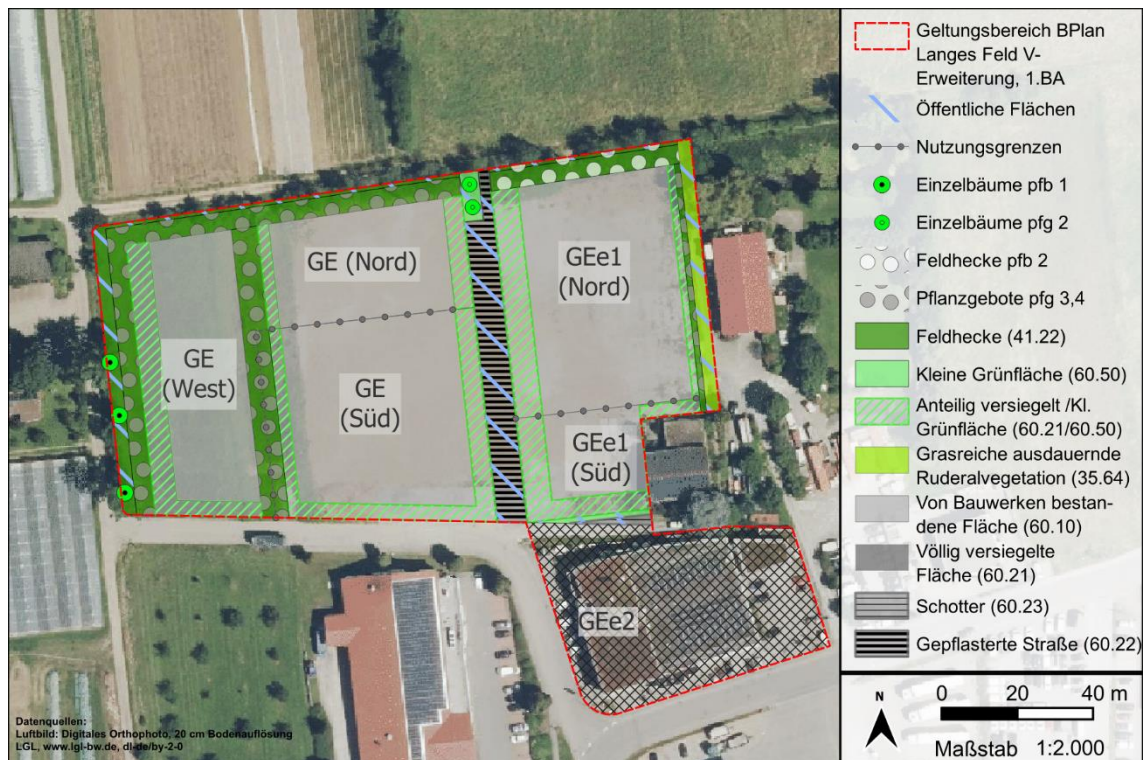 GE (Nord)
GEe1
(Nord)
GE
(West)
GE
(Süd)
GEe1
(Süd)
GEe2
Datenquellen:
Luftbild: Digitales Orthophoto, 20 cm Bodenauflösung
LGL, www.lgl-bw.de, dl-de/by-2-0
Geltungsbereich BPlan
Langes Feld V-
Erweiterung, 1.BA
Öffentliche Flächen
Nutzungsgrenzen
Einzelbäume pfb 1
Einzelbäume pfg 2
Feldhecke pfb 2
Pflanzgebote pfg 3,4
Feldhecke (41.22)
Kleine Grünfläche (60.50)
Anteilig versiegelt /Kl.
Grünfläche (60.21/60.50)
Grasreiche ausdauernde
Ruderalvegetation (35.64)
Von Bauwerken bestan-
dene Fläche (60.10)
Völlig versiegelte
Fläche (60.21)
Schotter (60.23)
Gepflasterte Straße (60.22)
N
0 20 40 m
Maßstab 1:2.000